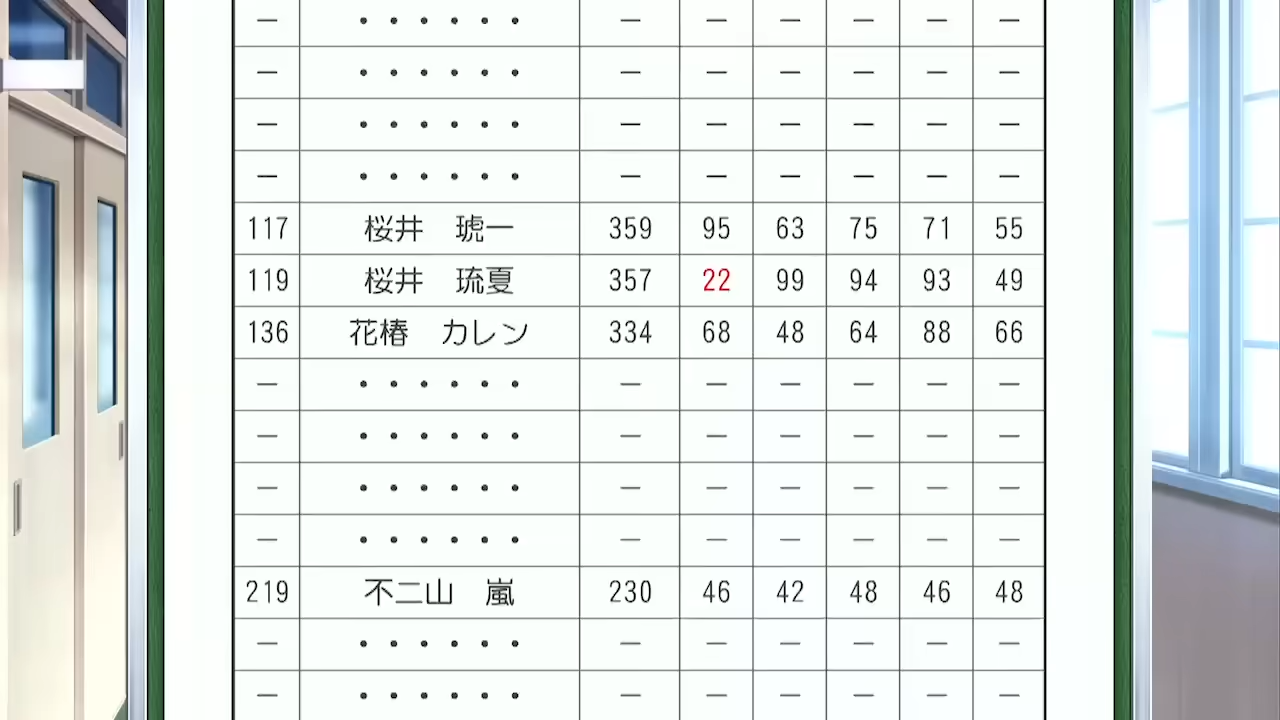 — ・・・・・・ — — — — — —
— ・・・・・・ — — — — — —
— ・・・・・・ — — — — — —
— ・・・・・・ — — — — — —
117 桜井　琥一 359 95 63 75 71 55
119 桜井　琉夏 357 22 99 94 93 49
136 花椿　カレン 334 68 48 64 88 66
— ・・・・・・ — — — — — —
— ・・・・・・ — — — — — —
— ・・・・・・ — — — — — —
— ・・・・・・ — — — — — —
219 不二山　嵐 230 46 42 48 46 48
— ・・・・・・ — — — — — —
— ・・・・・・ — — — — — —